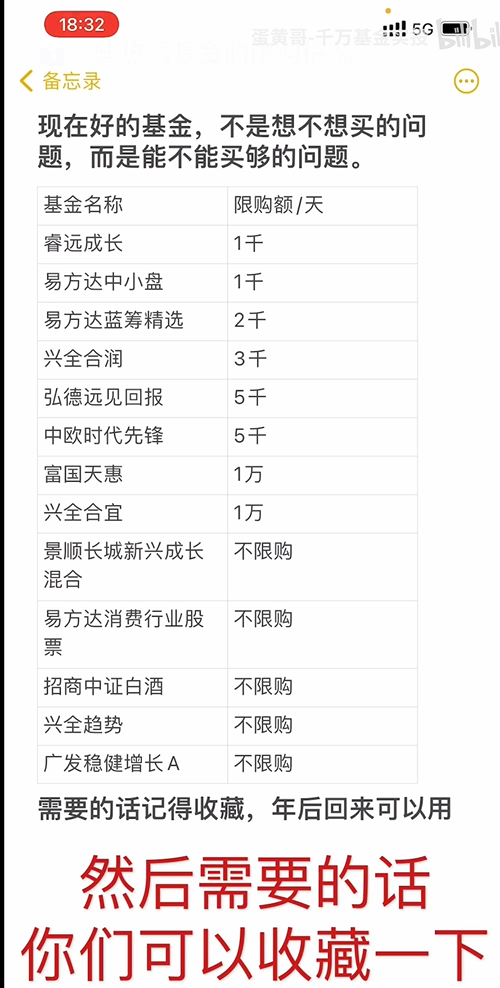 18:32
蛋黄哥-千万基金实投
5G
bilibili
备忘录
现在好的基金，不是想不想买的问
题，而是能不能买够的问题。
基金名称 限购额/天
睿远成长 1千
易方达中小盘 1千
易方达蓝筹精选 2千
兴全合润 3千
弘德远见回报 5千
中欧时代先锋 5千
富国天惠 1万
兴全合宜 1万
景顺长城新兴成长 不限购
混合
易方达消费行业股 不限购
票
招商中证白酒 不限购
兴全趋势 不限购
广发稳健增长A 不限购
需要的话记得收藏，年后回来可以用
然后需要的话
你们可以收藏一下